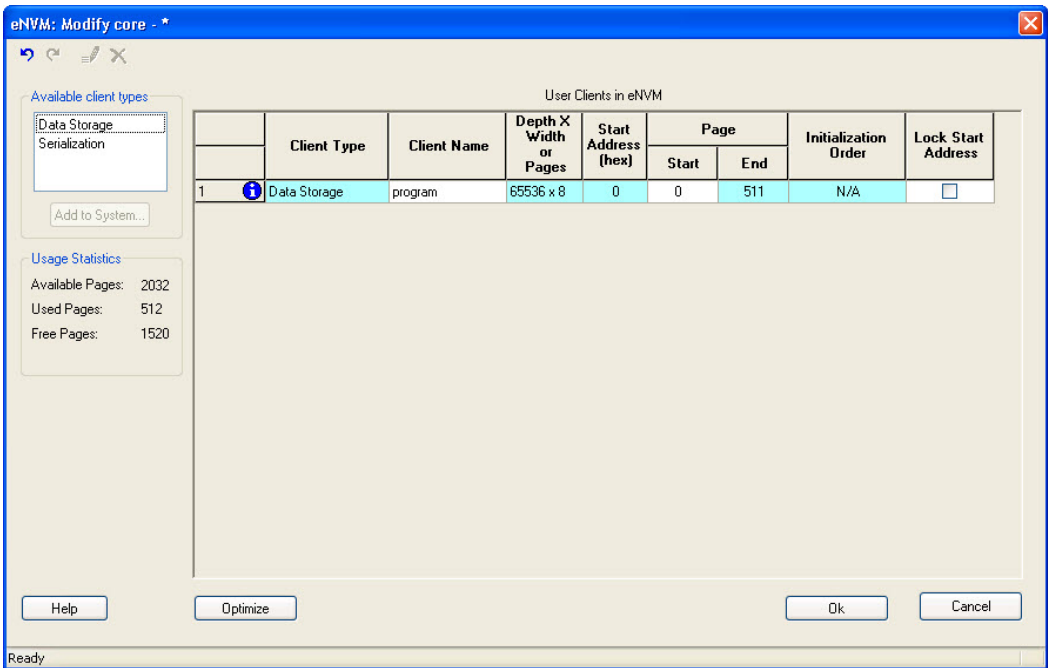 eNVM: Modify core - *
Available client types
Data Storage
Serialization
Add to System...
Usage Statistics
Available Pages: 2032
Used Pages: 512
Free Pages: 1520
User Clients in eNVM
Client Type
Client Name
Depth X
Width
or
Pages
Start
Address
(hex)
Page
Start
End
Initialization
Order
Lock Start
Address
1 Data Storage program 65536 x 8 0 0 511 N/A
Help
Optimize
Ok
Cancel
Ready